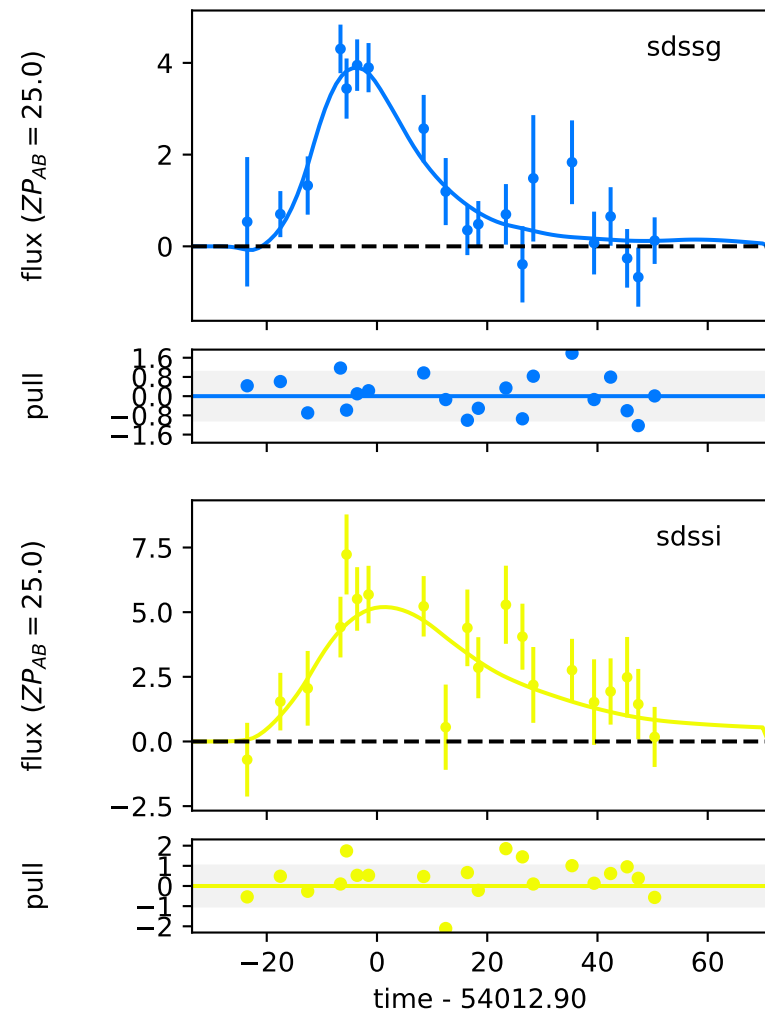 sdssg
flux (ZP_AB = 25.0)
4
2
0
pull
1.6
0.8
0.0
−0.8
−1.6
sdssi
flux (ZP_AB = 25.0)
7.5
5.0
2.5
0.0
−2.5
pull
2
1
0
−1
−2
−20 0 20 40 60
time - 54012.90